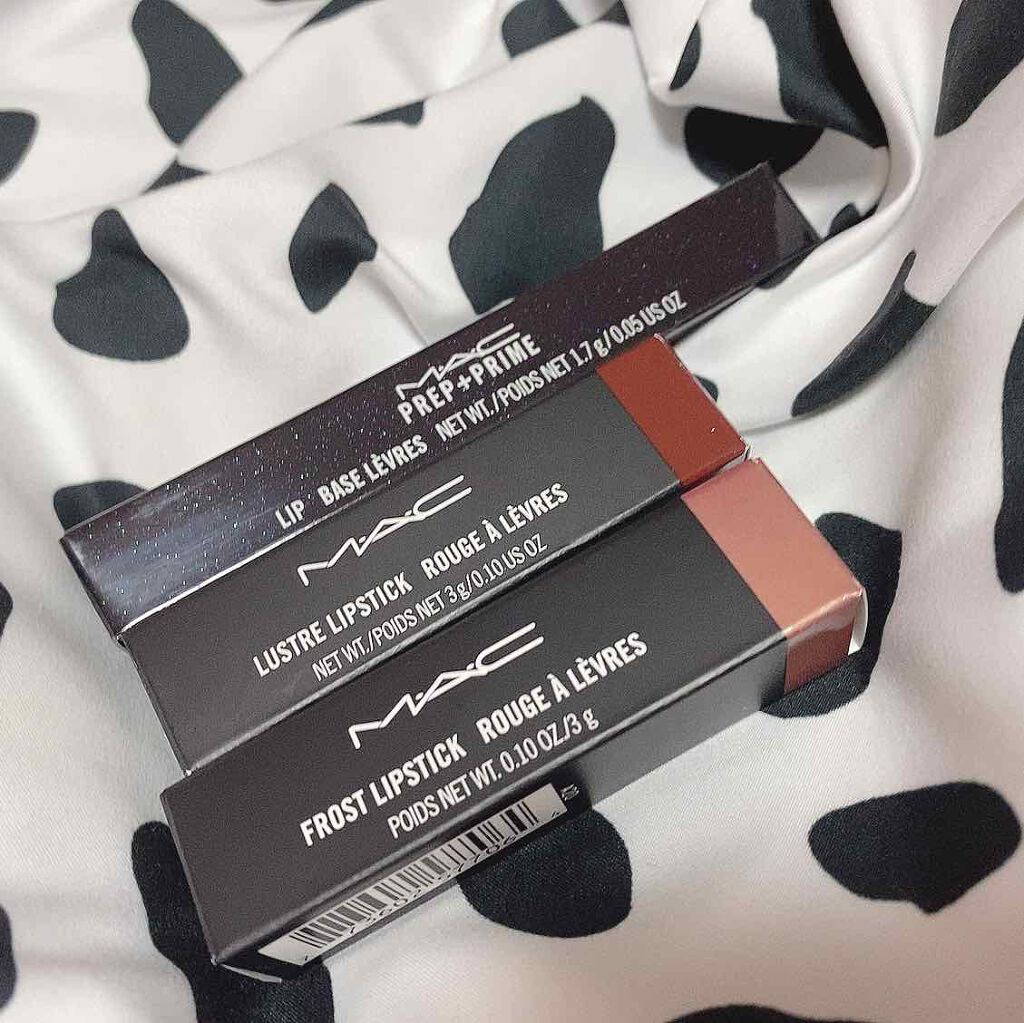 MAC
PREP+PRIME
LIP BASE LÈVRES NET WT./POIDS NET 1.7 g/0.05 US OZ
MAC
LUSTRE LIPSTICK ROUGE À LÈVRES
NET WT./POIDS NET 3 g/0.10 US OZ
MAC
FROST LIPSTICK ROUGE À LÈVRES
POIDS NET WT. 0.10 OZ./3 g